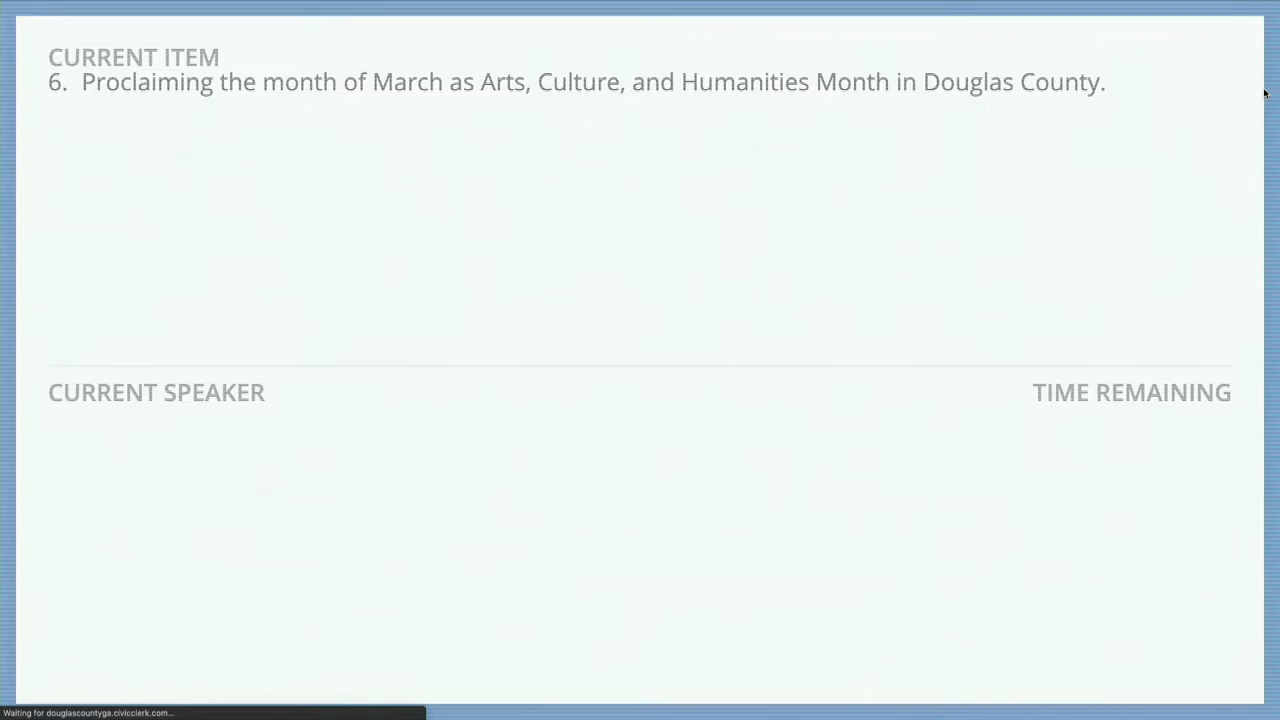 CURRENT ITEM
6. Proclaiming the month of March as Arts, Culture, and Humanities Month in Douglas County.
CURRENT SPEAKER
TIME REMAINING
Waiting for douglascountyga.civicclerk.com...